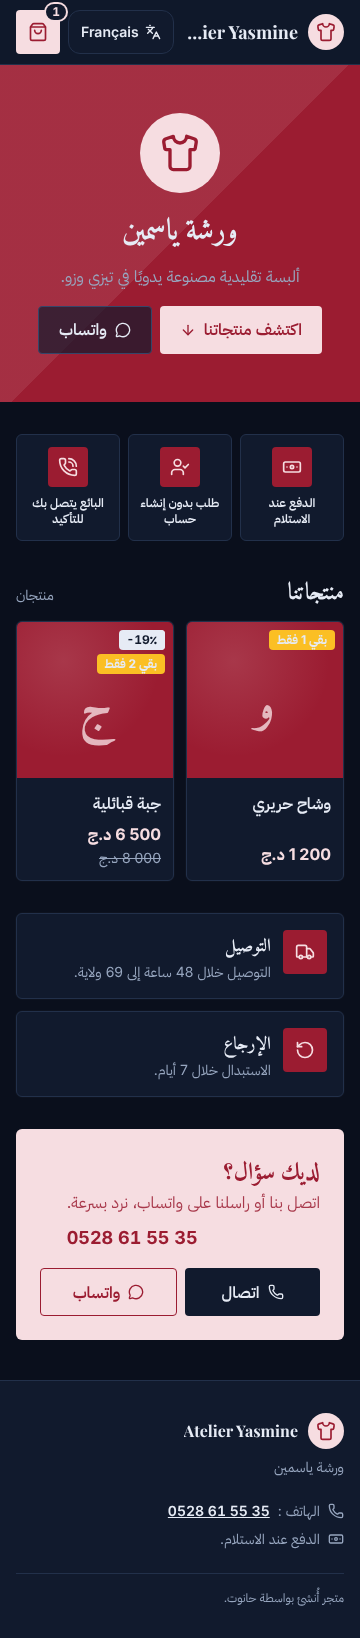 ...ier Yasmine
Français
1
ورشة ياسمين
ألبسة تقليدية مصنوعة يدويًا في تيزي وزو.
اكتشف منتجاتنا
واتساب
الدفع عند الاستلام
طلب بدون إنشاء حساب
البائع يتصل بك للتأكيد
منتجاتنا
منتجان
بقي 1 فقط
و
وشاح حريري
1 200 د.ج
-19٪
بقي 2 فقط
ج
جبة قبائلية
6 500 د.ج
8 000 د.ج
التوصيل
التوصيل خلال 48 ساعة إلى 69 ولاية.
الإرجاع
الاستبدال خلال 7 أيام.
لديك سؤال؟
اتصل بنا أو راسلنا على واتساب، نرد بسرعة.
0528 61 55 35
اتصال
واتساب
Atelier Yasmine
ورشة ياسمين
الهاتف : 0528 61 55 35
الدفع عند الاستلام.
متجر أُنشئ بواسطة حانوت.